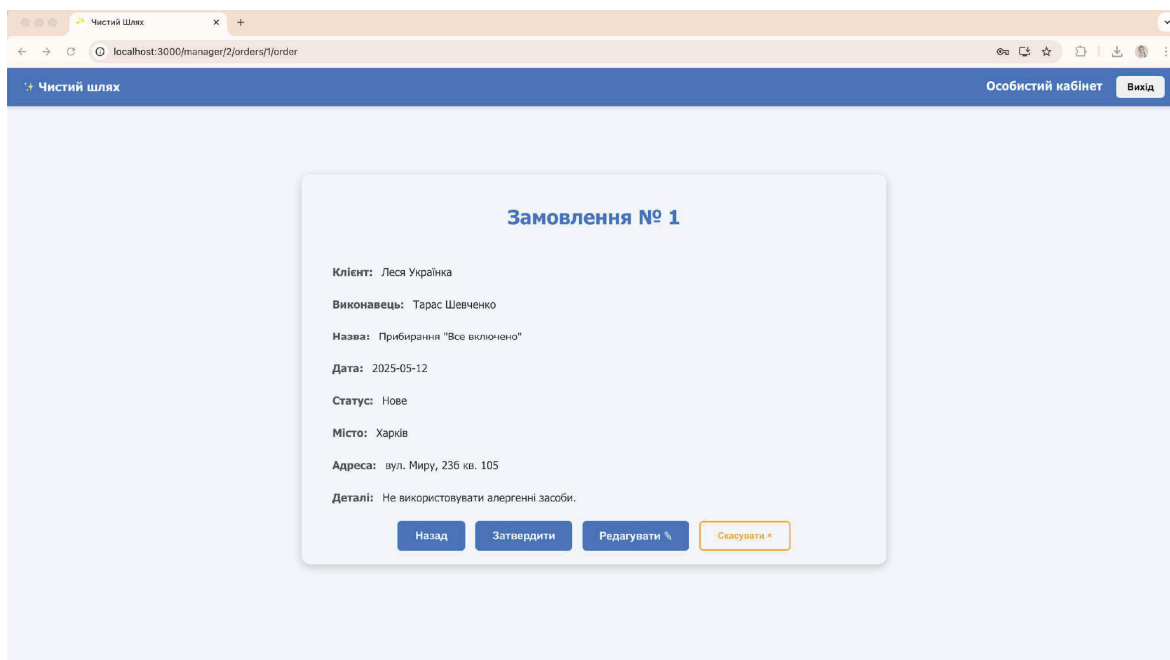 Чистий Шлях
localhost:3000/manager/2/orders/1/order
Чистий шлях
Особистий кабінет
Вихід
Замовлення № 1
Клієнт: Леся Українка
Виконавець: Тарас Шевченко
Назва: Прибирання "Все включено"
Дата: 2025-05-12
Статус: Нове
Місто: Харків
Адреса: вул. Миру, 23б кв. 105
Деталі: Не використовувати алергенні засоби.
Назад
Затвердити
Редагувати ✎
Скасувати ×